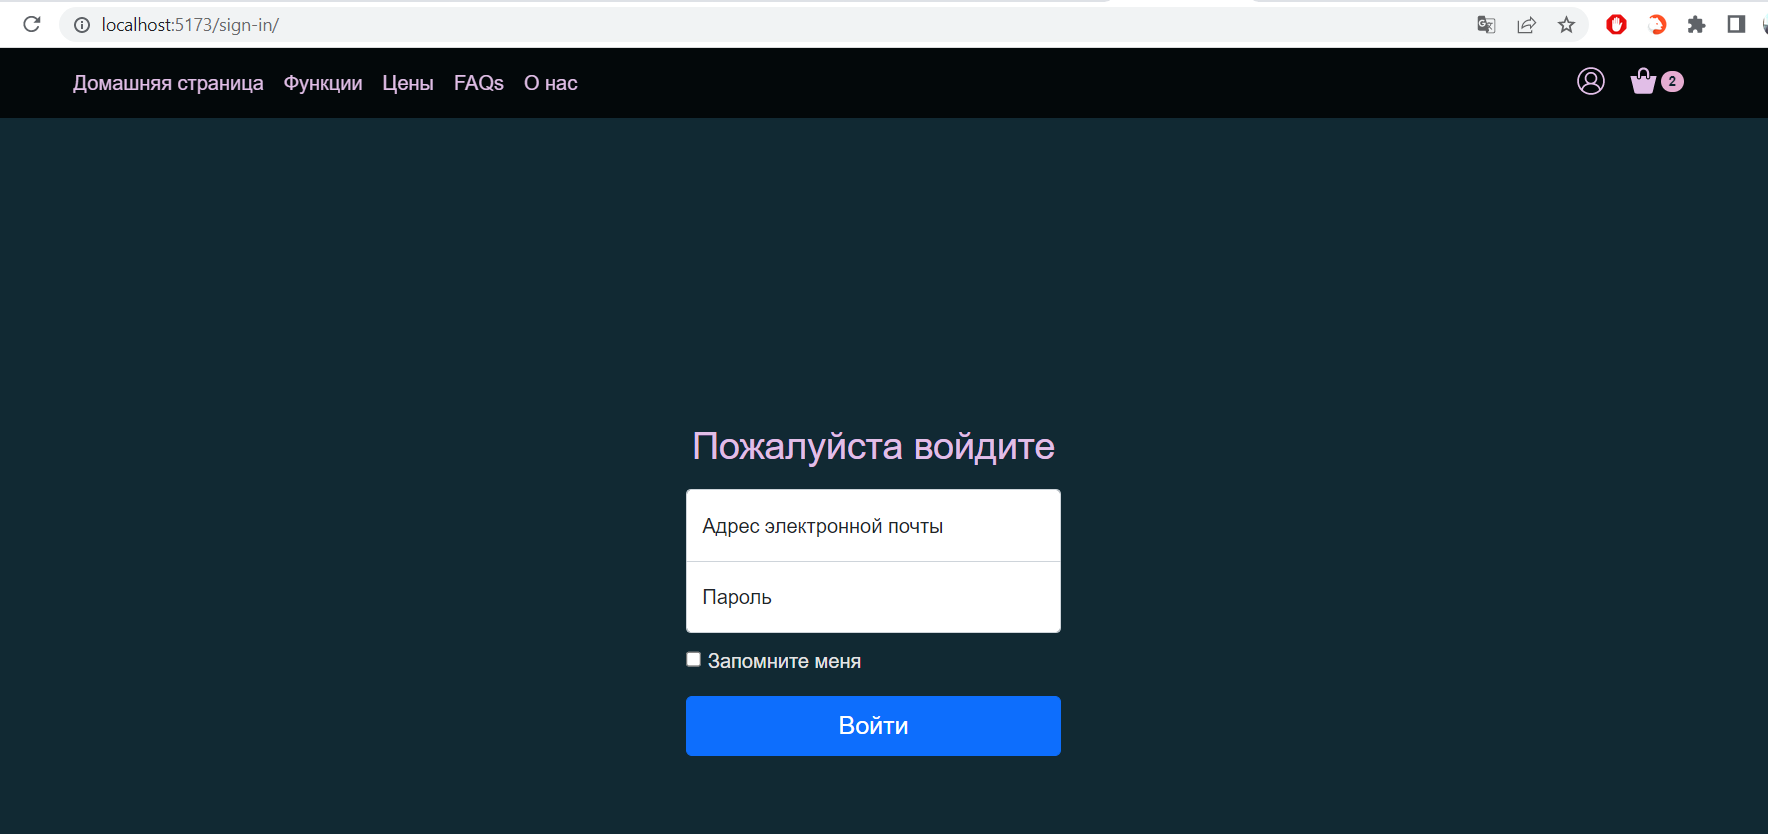 localhost:5173/sign-in/
Домашняя страница Функции Цены FAQs О нас 2
Пожалуйста войдите
Адрес электронной почты
Пароль
Запомните меня
Войти